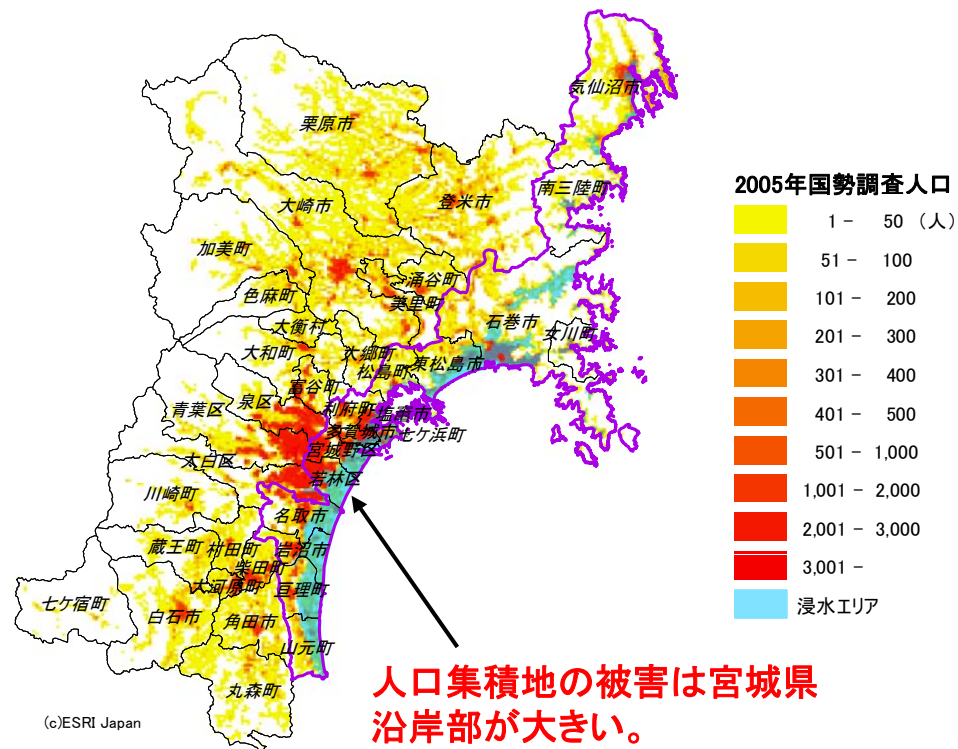 気仙沼市
栗原市
南三陸町
登米市
大崎市
加美町
涌谷町
色麻町
美里町
石巻市
大衡村
女川町
大和町
大郷町
東松島市
松島町
富谷町
利府町
塩竈市
泉区
青葉区
多賀城市
七ケ浜町
宮城野区
太白区
若林区
川崎町
名取市
蔵王町
村田町
岩沼市
柴田町
大河原町
亘理町
七ケ宿町
白石市
角田市
山元町
丸森町
2005年国勢調査人口
1 - 50 (人)
51 - 100
101 - 200
201 - 300
301 - 400
401 - 500
501 - 1,000
1,001 - 2,000
2,001 - 3,000
3,001 -
浸水エリア
人口集積地の被害は宮城県
沿岸部が大きい。
(c)ESRI Japan